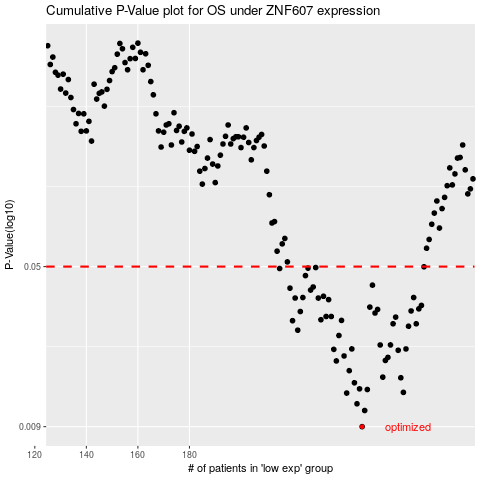 Cumulative P-Value plot for OS under ZNF607 expression
P-Value(log10)
0.05
0.009
optimized
120 140 160 180
# of patients in 'low exp' group